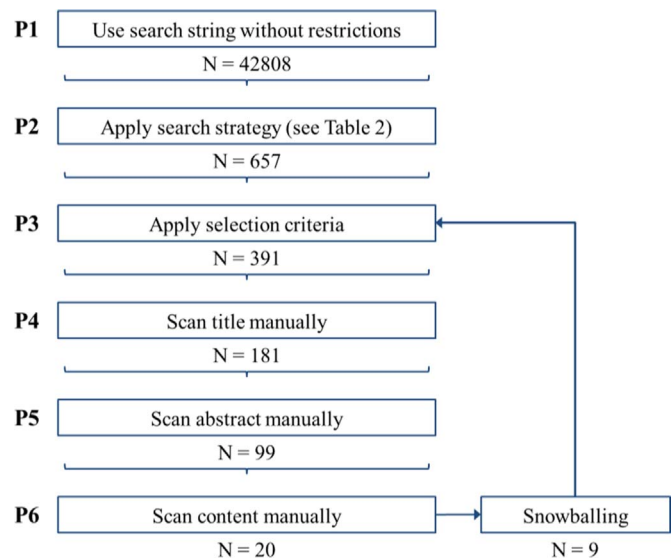 P1 Use search string without restrictions
N = 42808
P2 Apply search strategy (see Table 2)
N = 657
P3 Apply selection criteria
N = 391
P4 Scan title manually
N = 181
P5 Scan abstract manually
N = 99
P6 Scan content manually Snowballing
N = 20 N = 9